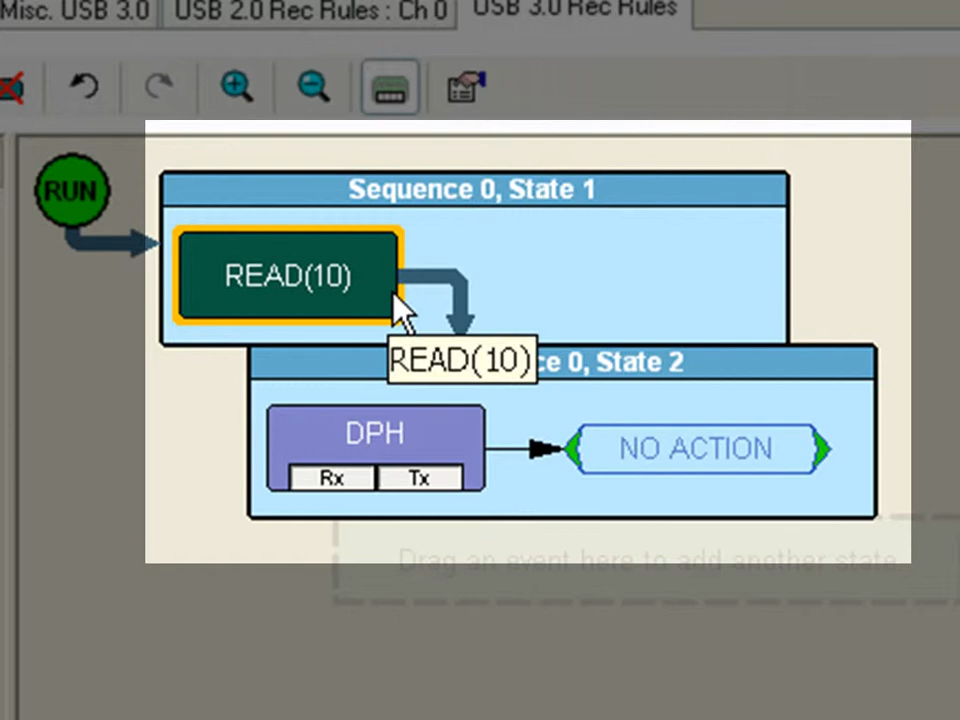 Misc. USB 3.0
USB 2.0 Rec Rules : Ch 0
USB 3.0 Rec Rules
RUN
Sequence 0, State 1
READ(10)
READ(10)
ce 0, State 2
DPH
NO ACTION
Rx
Tx
Drag an event here to add another state